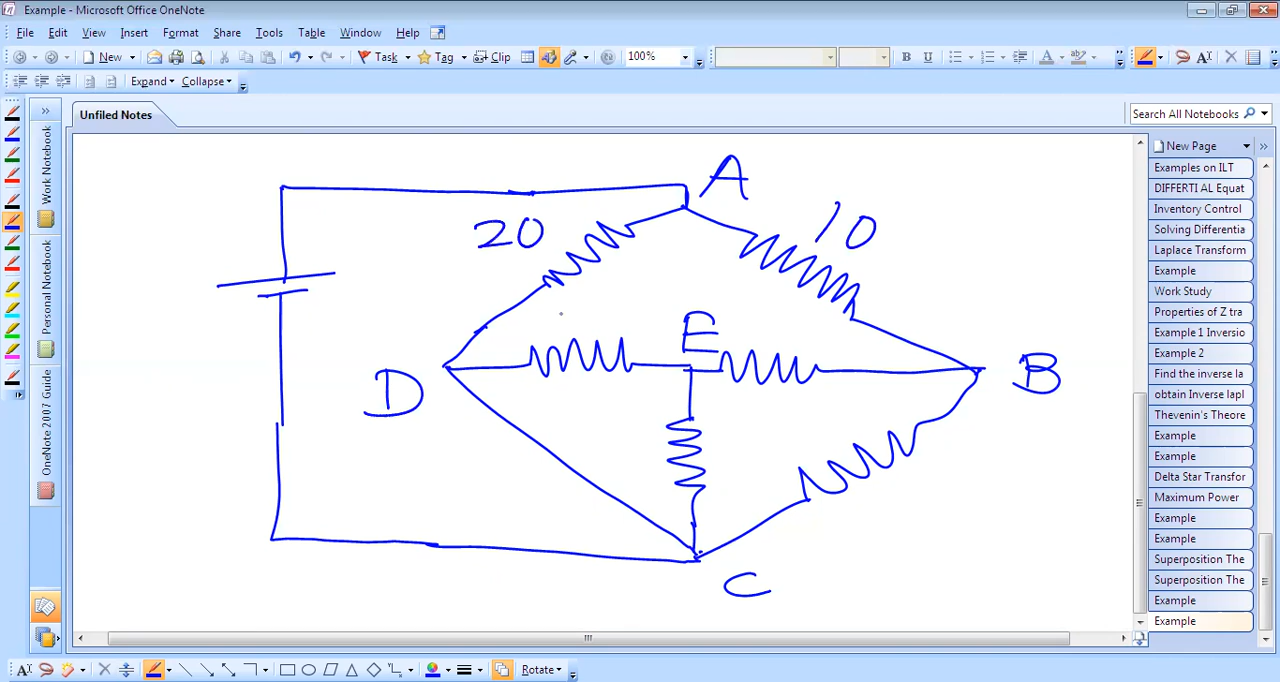 Example - Microsoft Office OneNote
File Edit View Insert Format Share Tools Table Window Help
New Task Tag Clip 100% B U
Expand Collapse
Unfiled Notes
Search All Notebooks
Work Notebook
Personal Notebook
OneNote 2007 Guide
A
20
10
E
D
B
C
New Page
Examples on ILT
DIFFERTI AL Equat
Inventory Control
Solving Differentia
Laplace Transform
Example
Work Study
Properties of Z tra
Example 1 Inversio
Example 2
Find the inverse la
obtain Inverse lapl
Thevenin's Theore
Example
Example
Delta Star Transfor
Maximum Power
Example
Example
Superposition The
Superposition The
Example
Example
Rotate